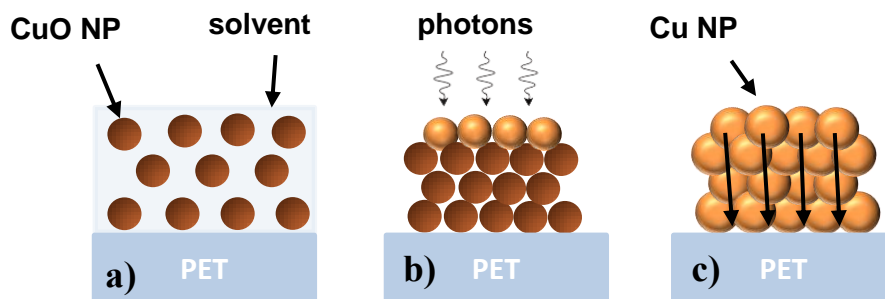 CuO NP
solvent
photons
Cu NP
a)
PET
b)
PET
c)
PET